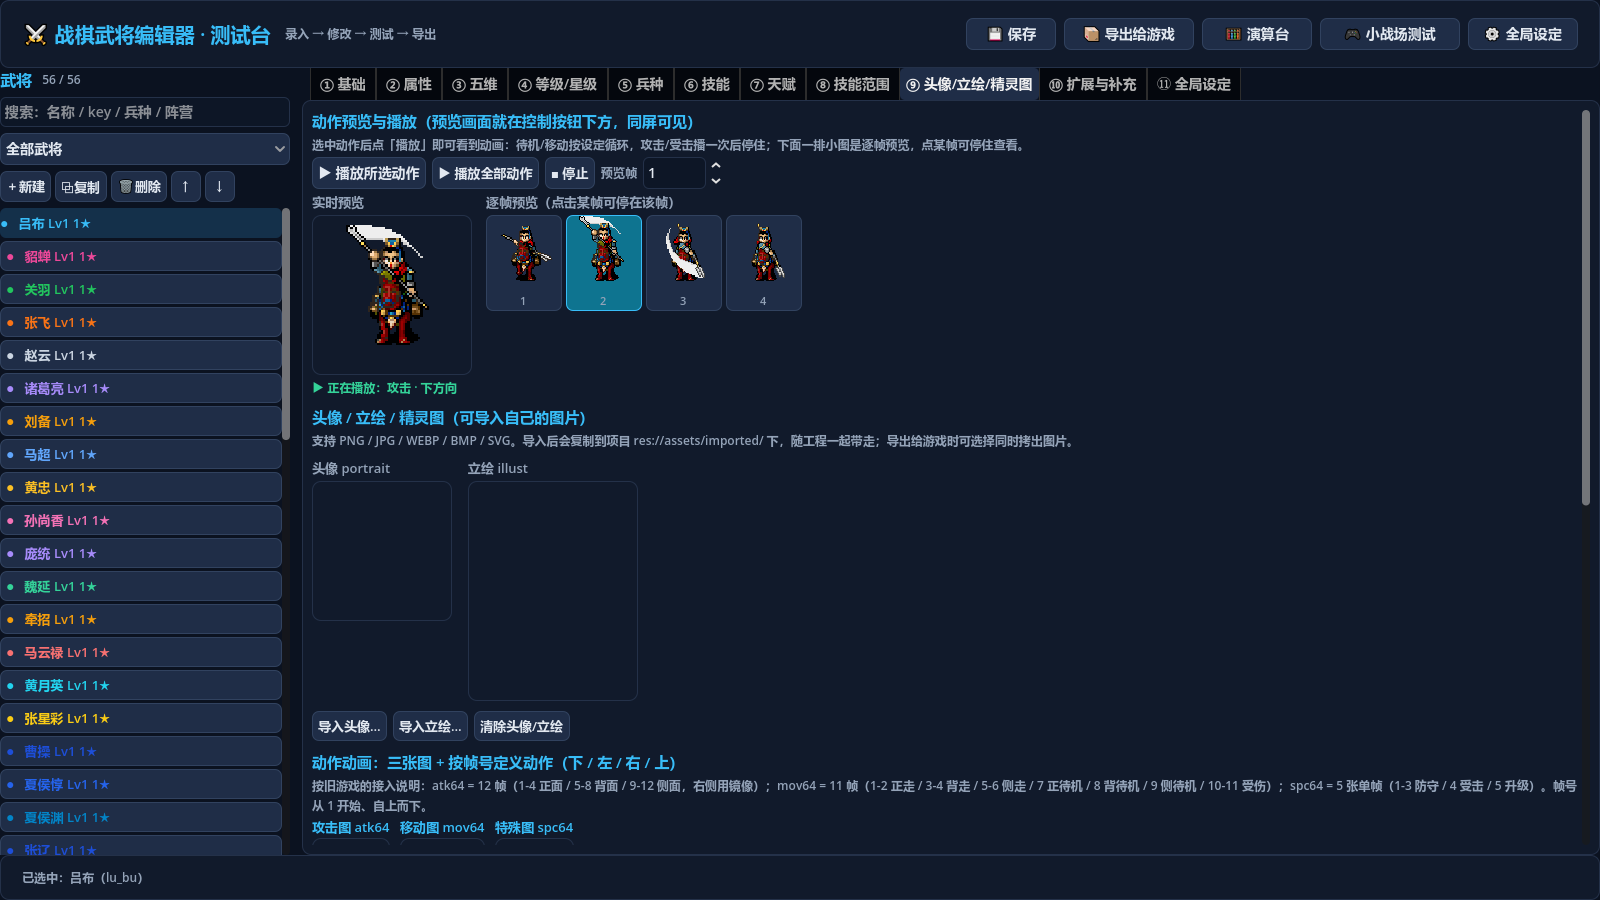 战棋武将编辑器 · 测试台
录入 → 修改 → 测试 → 导出
保存
导出给游戏
演算台
小战场测试
全局设定
武将 56 / 56
搜索：名称 / key / 兵种 / 阵营
全部武将
+ 新建
复制
删除
↑
↓
吕布 Lv1 1★
貂蝉 Lv1 1★
关羽 Lv1 1★
张飞 Lv1 1★
赵云 Lv1 1★
诸葛亮 Lv1 1★
刘备 Lv1 1★
马超 Lv1 1★
黄忠 Lv1 1★
孙尚香 Lv1 1★
庞统 Lv1 1★
魏延 Lv1 1★
牵招 Lv1 1★
马云禄 Lv1 1★
黄月英 Lv1 1★
张星彩 Lv1 1★
曹操 Lv1 1★
夏侯惇 Lv1 1★
夏侯渊 Lv1 1★
张辽 Lv1 1★
① 基础
② 属性
③ 五维
④ 等级/星级
⑤ 兵种
⑥ 技能
⑦ 天赋
⑧ 技能范围
⑨ 头像/立绘/精灵图
⑩ 扩展与补充
⑪ 全局设定
动作预览与播放（预览画面就在控制按钮下方，同屏可见）
选中动作后点「播放」即可看到动画：待机/移动按设定循环，攻击/受击播一次后停住；下面一排小图是逐帧预览，点某帧可停住查看。
▶ 播放所选动作
▶ 播放全部动作
■ 停止
预览帧
1
实时预览
逐帧预览（点击某帧可停在该帧）
1
2
3
4
▶ 正在播放：攻击 · 下方向
头像 / 立绘 / 精灵图（可导入自己的图片）
支持 PNG / JPG / WEBP / BMP / SVG。导入后会复制到项目 res://assets/imported/ 下，随工程一起带走；导出给游戏时可选择同时拷出图片。
头像 portrait
立绘 illust
导入头像...
导入立绘...
清除头像/立绘
动作动画：三张图 + 按帧号定义动作（下 / 左 / 右 / 上）
按旧游戏的接入说明：atk64 = 12 帧（1-4 正面 / 5-8 背面 / 9-12 侧面，右侧用镜像）；mov64 = 11 帧（1-2 正走 / 3-4 背走 / 5-6 侧走 / 7 正待机 / 8 背待机 / 9 侧待机 / 10-11 受伤）；spc64 = 5 张单帧（1-3 防守 / 4 受击 / 5 升级）。帧号
从 1 开始、自上而下。
攻击图 atk64
移动图 mov64
特殊图 spc64
已选中：吕布（lu_bu）